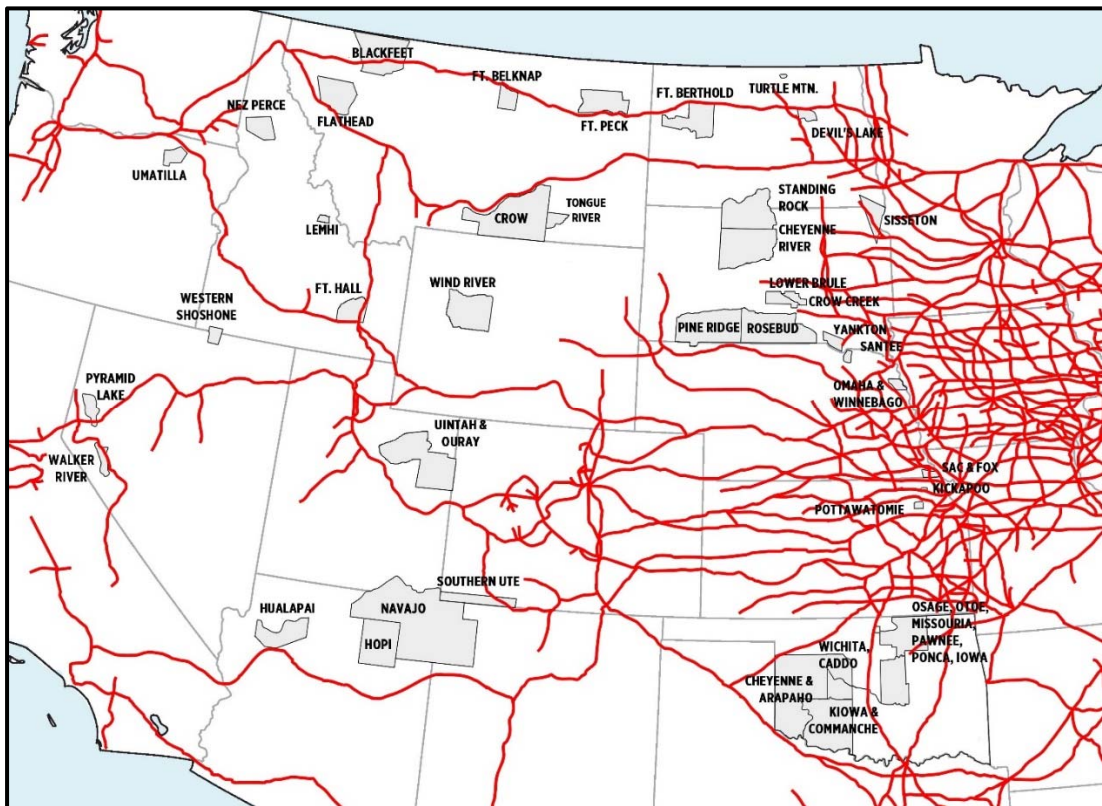 BLACKFEET
FT. BELKNAP
NEZ PERCE
FLATHEAD
FT. PECK
FT. BERTHOLD
TURTLE MTN.
DEVIL'S LAKE
UMATILLA
LEMHI
CROW
TONGUE
RIVER
STANDING
ROCK
CHEYENNE
RIVER
SISSETON
WESTERN
SHOSHONE
FT. HALL
WIND RIVER
LOWER BRULE
CROW CREEK
PINE RIDGE
ROSEBUD
YANKTON
SANTEE
PYRAMID
LAKE
OMAHA &
WINNEBAGO
UINTAH &
OURAY
WALKER
RIVER
SAC & FOX
KICKAPOO
POTTAWATOMIE
SOUTHERN UTE
HUALAPAI
NAVAJO
HOPI
OSAGE, OTOE,
MISSOURIA,
PAWNEE,
PONCA, IOWA
WICHITA,
CADDO
CHEYENNE &
ARAPAHO
KIOWA &
COMMANCHE